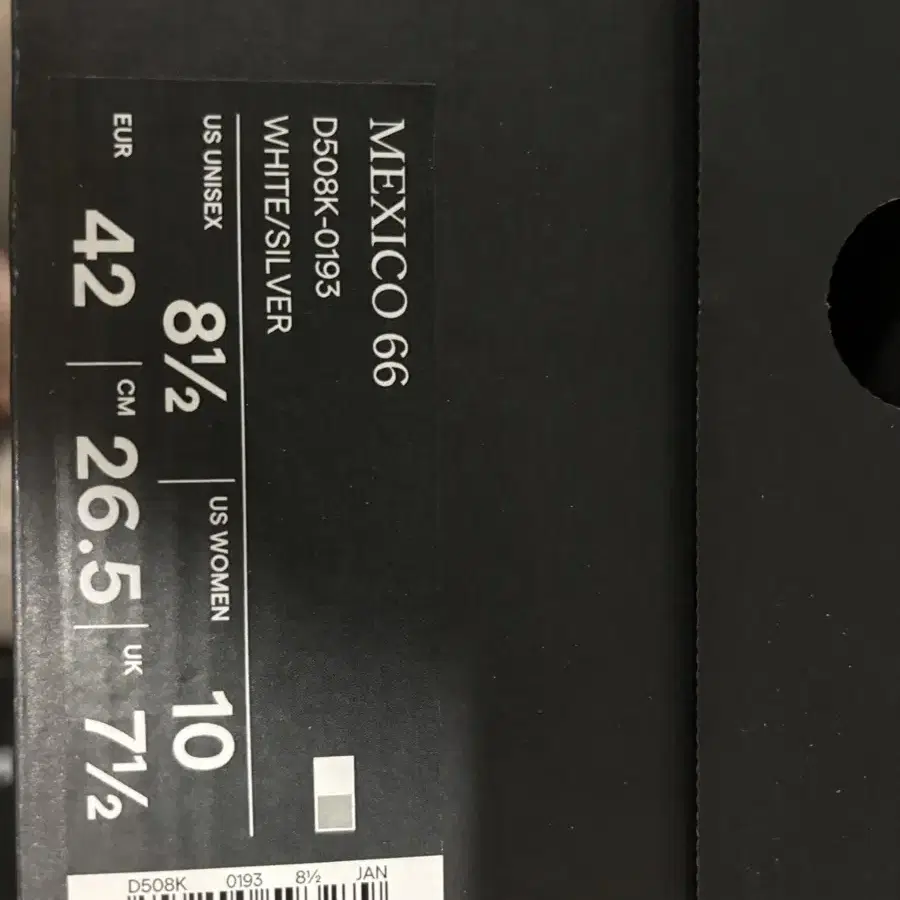 MEXICO 66
D508K-0193
WHITE/SILVER
US UNISEX 8½ US WOMEN 10
EUR 42 CM 26.5 UK 7½
D508K 0193 8½ JAN